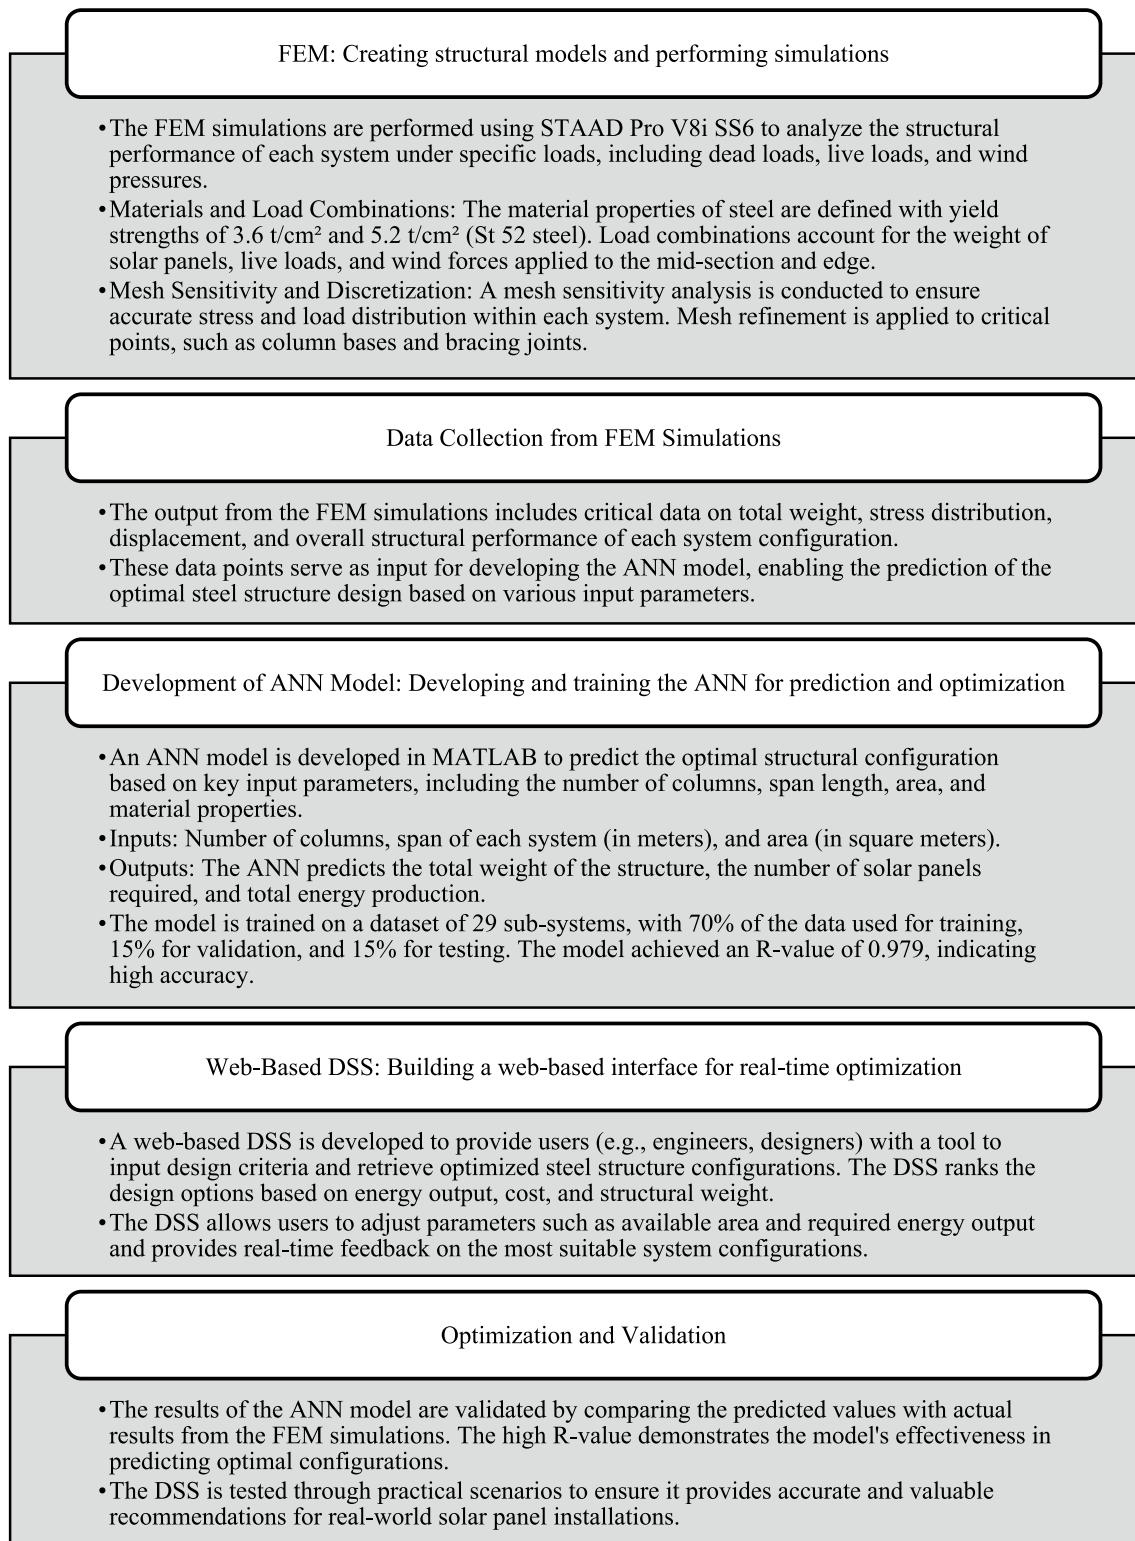 FEM: Creating structural models and performing simulations
•The FEM simulations are performed using STAAD Pro V8i SS6 to analyze the structural
performance of each system under specific loads, including dead loads, live loads, and wind
pressures.
•Materials and Load Combinations: The material properties of steel are defined with yield
strengths of 3.6 t/cm² and 5.2 t/cm² (St 52 steel). Load combinations account for the weight of
solar panels, live loads, and wind forces applied to the mid-section and edge.
•Mesh Sensitivity and Discretization: A mesh sensitivity analysis is conducted to ensure
accurate stress and load distribution within each system. Mesh refinement is applied to critical
points, such as column bases and bracing joints.
Data Collection from FEM Simulations
•The output from the FEM simulations includes critical data on total weight, stress distribution,
displacement, and overall structural performance of each system configuration.
•These data points serve as input for developing the ANN model, enabling the prediction of the
optimal steel structure design based on various input parameters.
Development of ANN Model: Developing and training the ANN for prediction and optimization
•An ANN model is developed in MATLAB to predict the optimal structural configuration
based on key input parameters, including the number of columns, span length, area, and
material properties.
•Inputs: Number of columns, span of each system (in meters), and area (in square meters).
•Outputs: The ANN predicts the total weight of the structure, the number of solar panels
required, and total energy production.
•The model is trained on a dataset of 29 sub-systems, with 70% of the data used for training,
15% for validation, and 15% for testing. The model achieved an R-value of 0.979, indicating
high accuracy.
Web-Based DSS: Building a web-based interface for real-time optimization
•A web-based DSS is developed to provide users (e.g., engineers, designers) with a tool to
input design criteria and retrieve optimized steel structure configurations. The DSS ranks the
design options based on energy output, cost, and structural weight.
•The DSS allows users to adjust parameters such as available area and required energy output
and provides real-time feedback on the most suitable system configurations.
Optimization and Validation
•The results of the ANN model are validated by comparing the predicted values with actual
results from the FEM simulations. The high R-value demonstrates the model's effectiveness in
predicting optimal configurations.
•The DSS is tested through practical scenarios to ensure it provides accurate and valuable
recommendations for real-world solar panel installations.